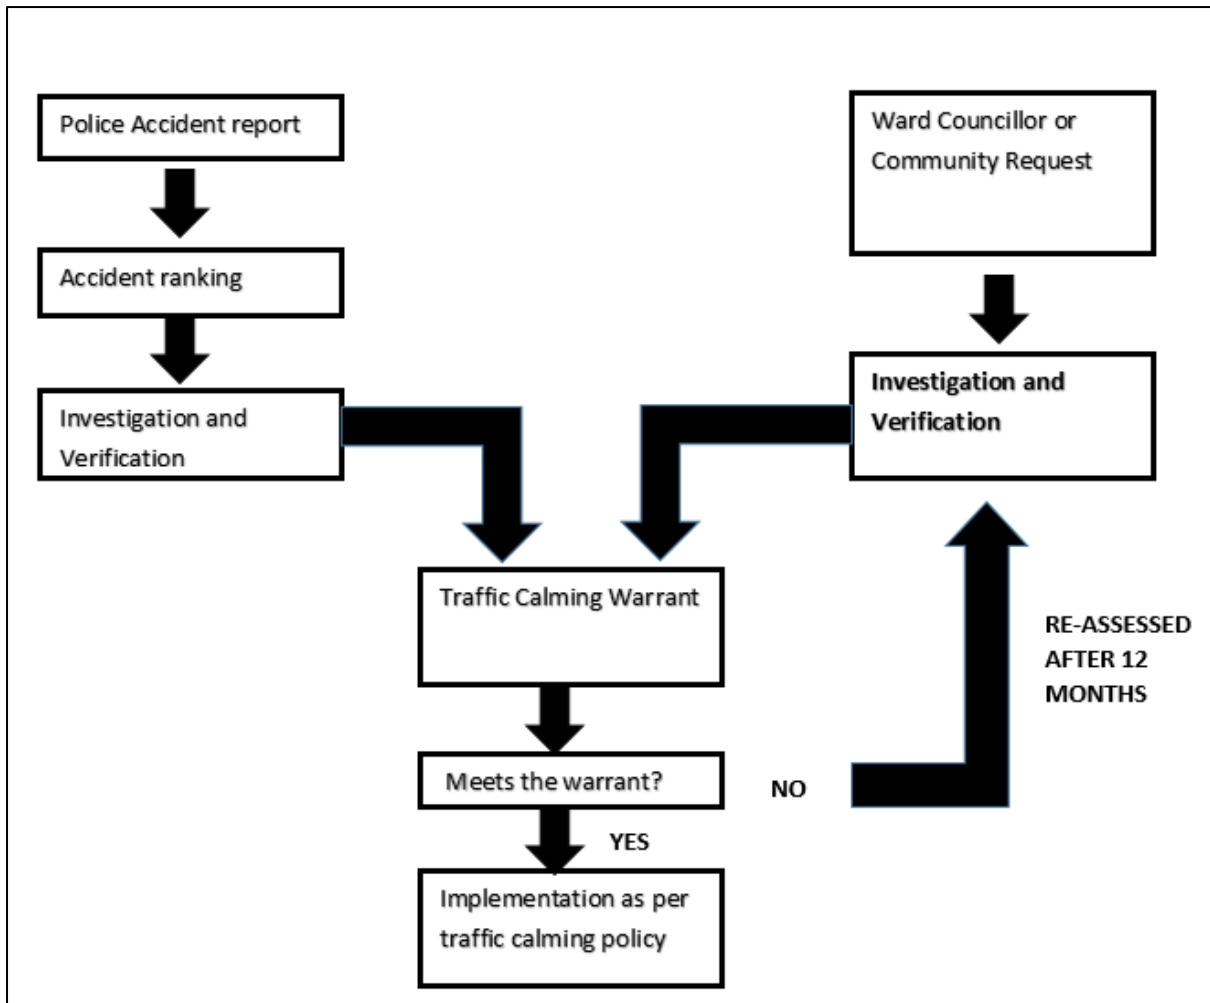 Police Accident report
Ward Councillor or
Community Request
Accident ranking
Investigation and
Verification
Investigation and
Verification
Traffic Calming Warrant
RE-ASSESSED
AFTER 12
MONTHS
Meets the warrant?
NO
YES
Implementation as per
traffic calming policy